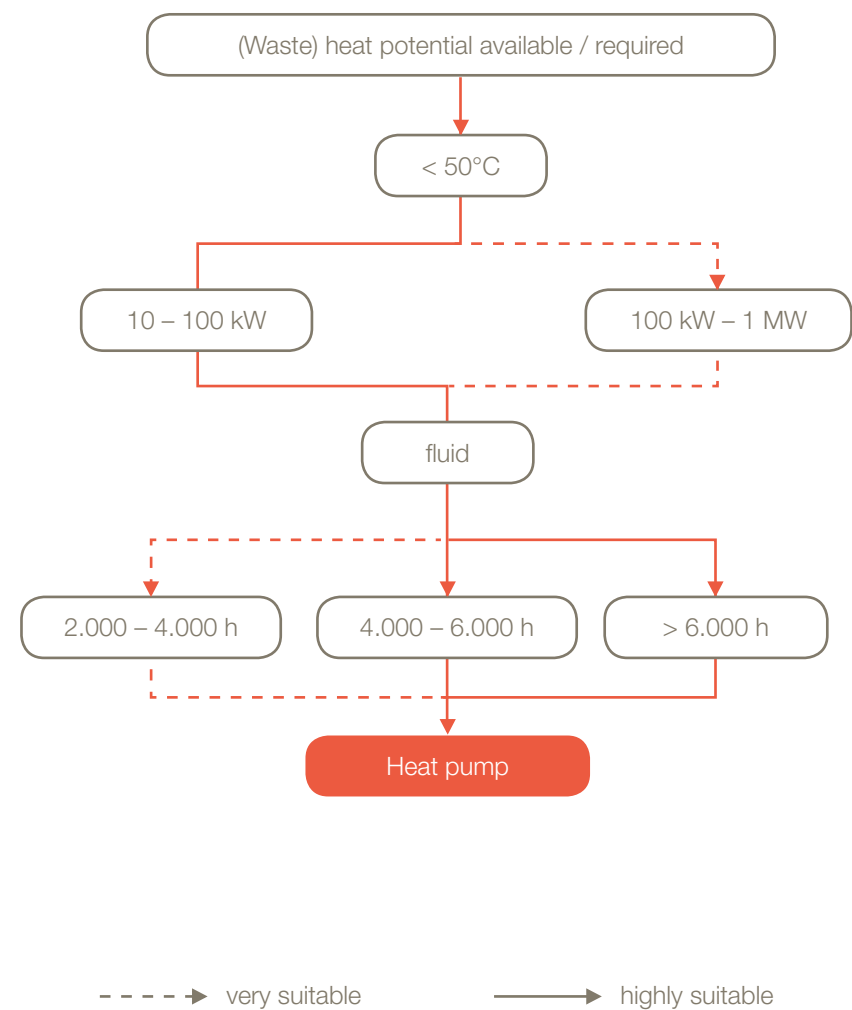 (Waste) heat potential available / required
< 50°C
10 – 100 kW
100 kW – 1 MW
fluid
2.000 – 4.000 h
4.000 – 6.000 h
> 6.000 h
Heat pump
very suitable
highly suitable